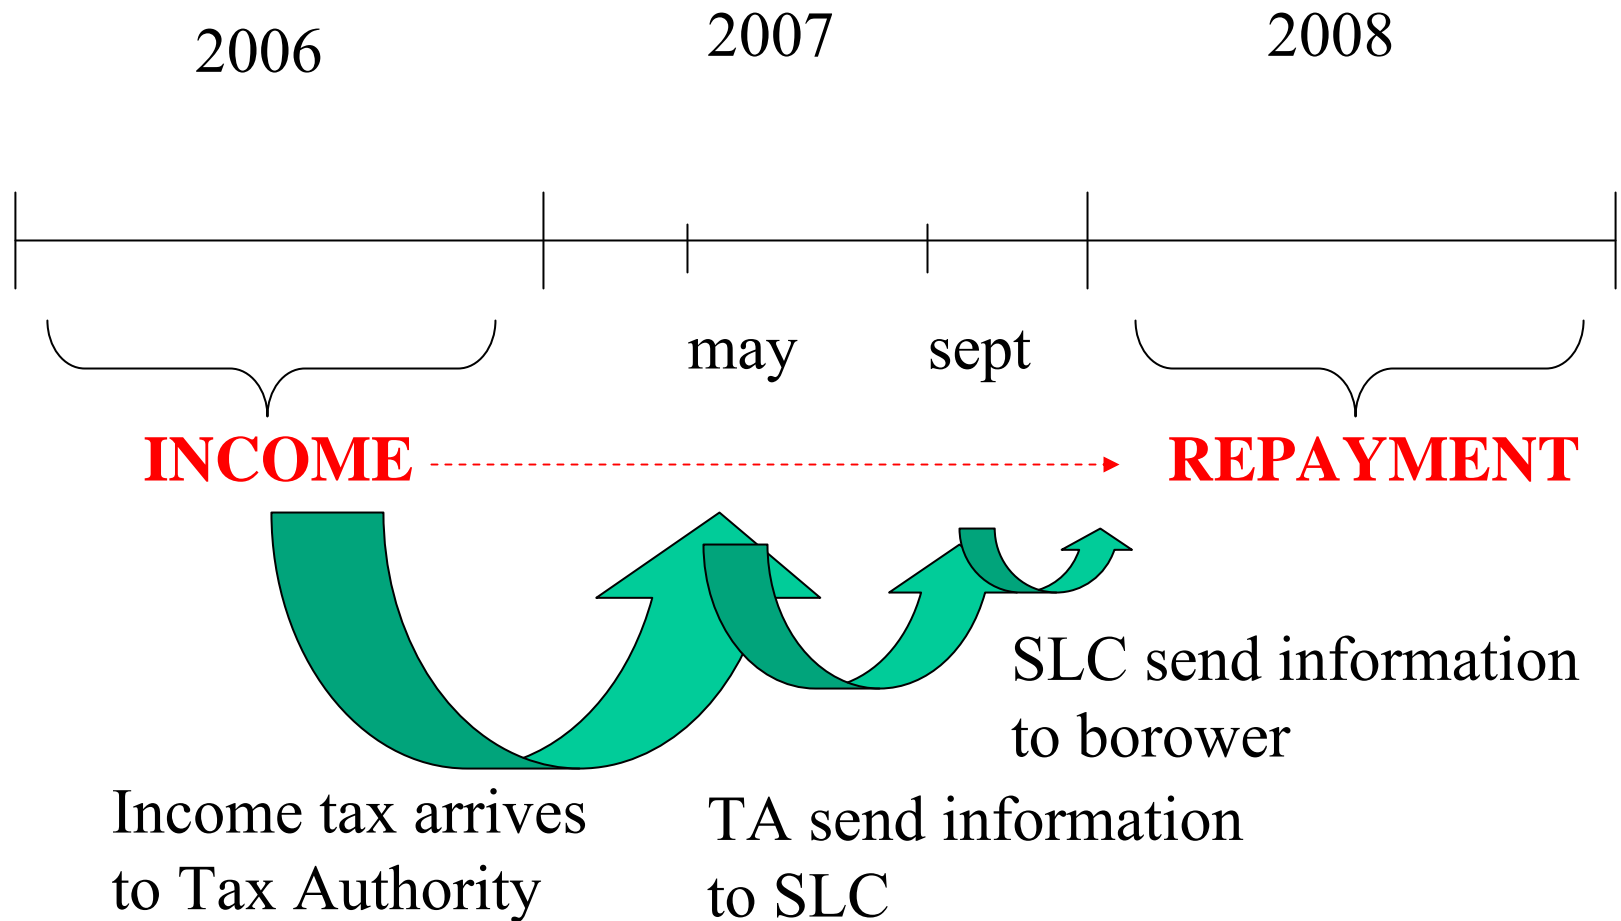 2006
2007
2008
may
sept
INCOME
REPAYMENT
SLC send information
to borower
Income tax arrives
to Tax Authority
TA send information
to SLC